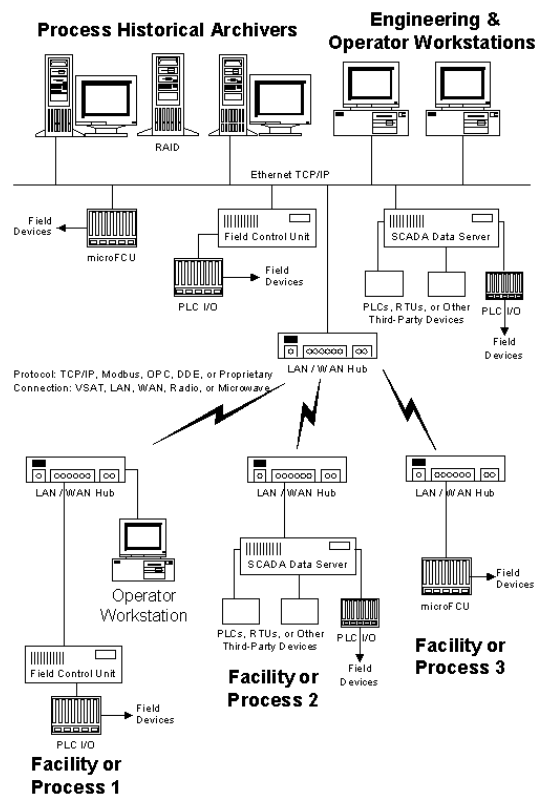 Process Historical Archivers
Engineering &
Operator Workstations
RAID
Ethernet TCP/IP
Field
Devices
microFCU
Field Control Unit
PLC I/O
Field
Devices
SCADA Data Server
PLCs, RTUs, or Other
Third-Party Devices
PLC I/O
Field
Devices
LAN / WAN Hub
Protocol: TCP/IP, Modbus, OPC, DDE, or Proprietary
Connection: VSAT, LAN, WAN, Radio, or Microwave
LAN / WAN Hub
Operator
Workstation
Field Control Unit
PLC I/O
Field
Devices
Facility or
Process 1
LAN / WAN Hub
SCADA Data Server
PLCs, RTUs, or Other
Third-Party Devices
PLC I/O
Field
Devices
Facility or
Process 2
LAN / WAN Hub
microFCU
Field
Devices
Facility or
Process 3